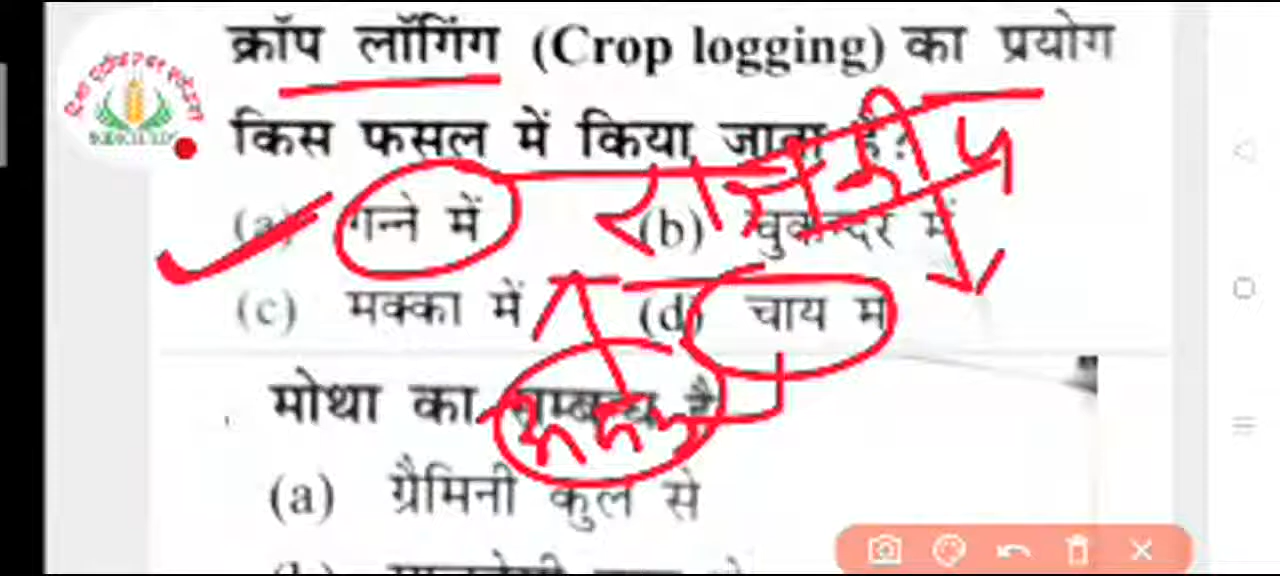 क्रॉप लॉगिंग (Crop logging) का प्रयोग
किस फसल में किया जाता है?
(a) गन्ने में (b) चुकन्दर में
(c) मक्का में (d) चाय में
मोथा का सम्बन्ध है
(a) ग्रैमिनी कुल से